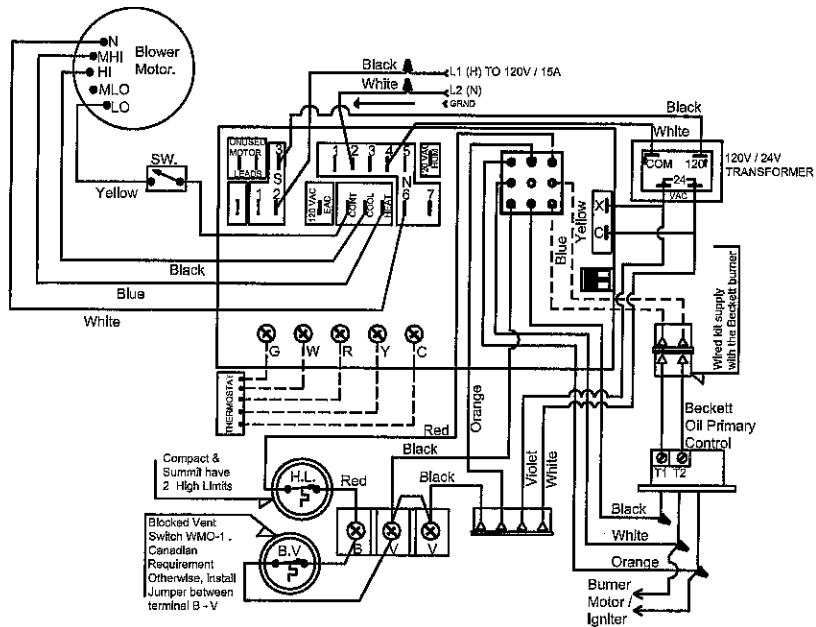 N
MHI
HI
MLO
LO
Blower
Motor.
Black
L1 (H) TO 120V / 15A
White
L2 (N)
GRND
Black
White
UNUSED
MOTOR
LEADS
3
S
1
2
1
2
3
4
5
N
6
7
120 VAC
HUM
120 VAC
EAC
CONT
COOL
HEAT
COM
120
24
VAC
120V / 24V
TRANSFORMER
SW.
Yellow
X
C
Blue
Yellow
Black
Blue
White
Wired kit supply
with the Beckett burner
G
W
R
Y
C
THERMOSTAT
Red
Orange
Black
Beckett
Oil Primary
Control
T1
T2
Compact &
Summit have
2 High Limits
H.L.
Red
Black
Violet
White
B
V
V
Blocked Vent
Switch WMO-1 .
Canadian
Requirement
Otherwise, Install
Jumper between
terminal B - V
B.V
Black
White
Orange
Burner
Motor /
Igniter